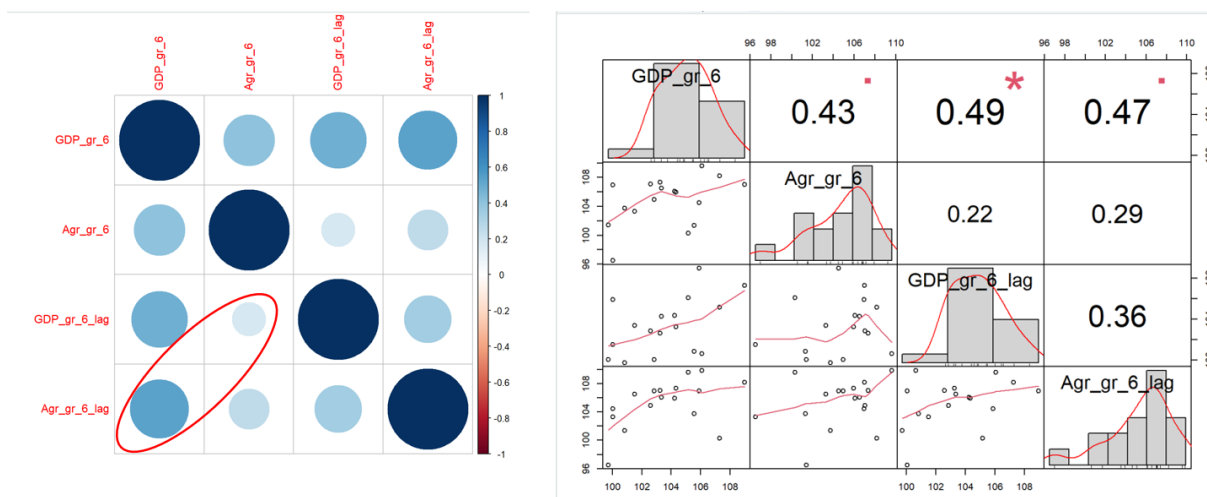 GDP_gr_6
Agr_gr_6
GDP_gr_6_lag
Agr_gr_6_lag
GDP_gr_6
Agr_gr_6
GDP_gr_6_lag
Agr_gr_6_lag
1
0.8
0.6
0.4
0.2
0
-0.2
-0.4
-0.6
-0.8
-1
96 98 102 106 110
96 98 102 106 110
GDP_gr_6
0.43
0.49 *
0.47
96 100 104 108
Agr_gr_6
0.22
0.29
GDP_gr_6_lag
0.36
96 100 104 108
Agr_gr_6_lag
100 102 104 106 108
100 102 104 106 108